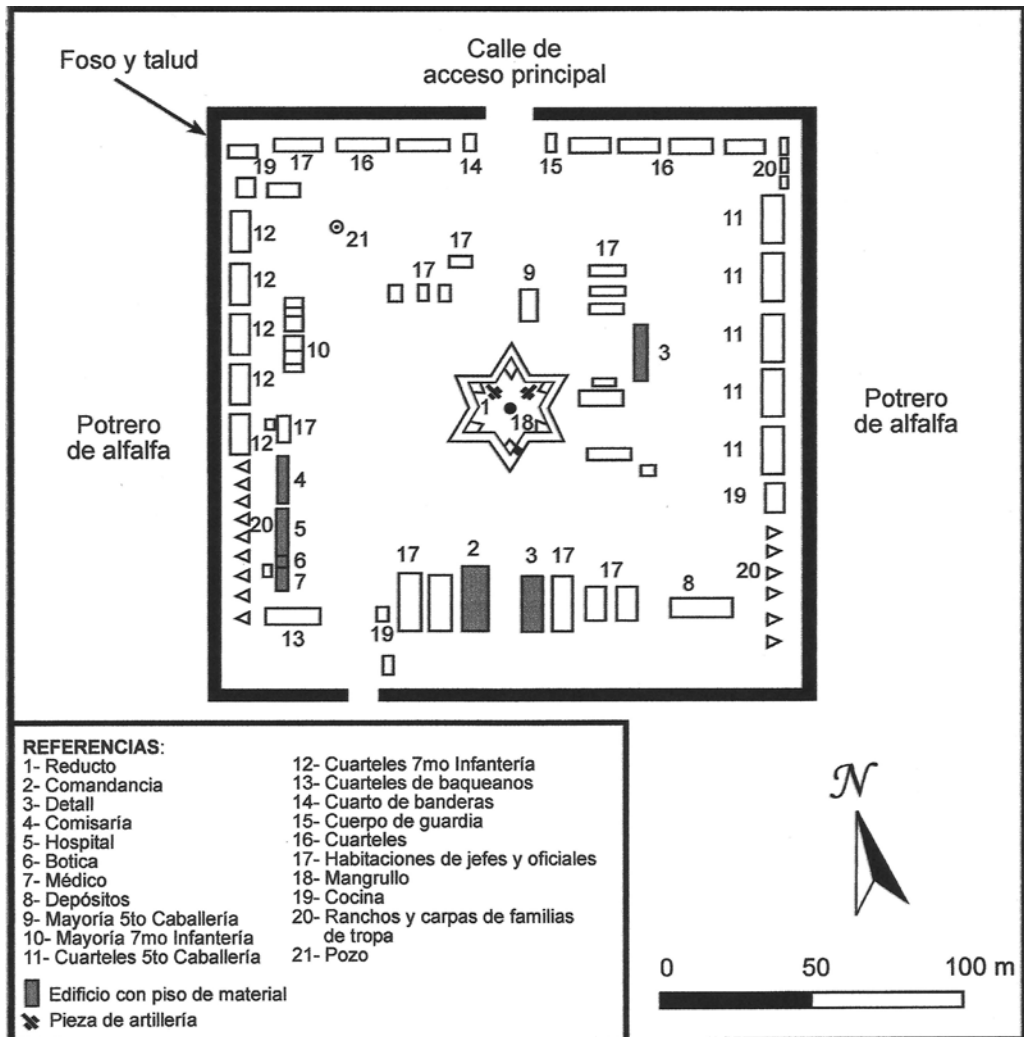 Calle de
acceso principal
Foso y talud
19
17
16
14
15
16
20
12
21
17
9
17
11
12
17
11
12
10
3
11
12
1
18
11
Potrero
de alfalfa
Potrero
de alfalfa
12
17
11
4
19
20
5
6
7
20
17
2
3
17
17
8
13
19
REFERENCIAS:
1- Reducto
2- Comandancia
3- Detall
4- Comisaría
5- Hospital
6- Botica
7- Médico
8- Depósitos
9- Mayoría 5to Caballería
10- Mayoría 7mo Infantería
11- Cuarteles 5to Caballería
12- Cuarteles 7mo Infantería
13- Cuarteles de baqueanos
14- Cuarto de banderas
15- Cuerpo de guardia
16- Cuarteles
17- Habitaciones de jefes y oficiales
18- Mangrullo
19- Cocina
20- Ranchos y carpas de familias
de tropa
21- Pozo
Edificio con piso de material
Pieza de artillería
N
0 50 100 m